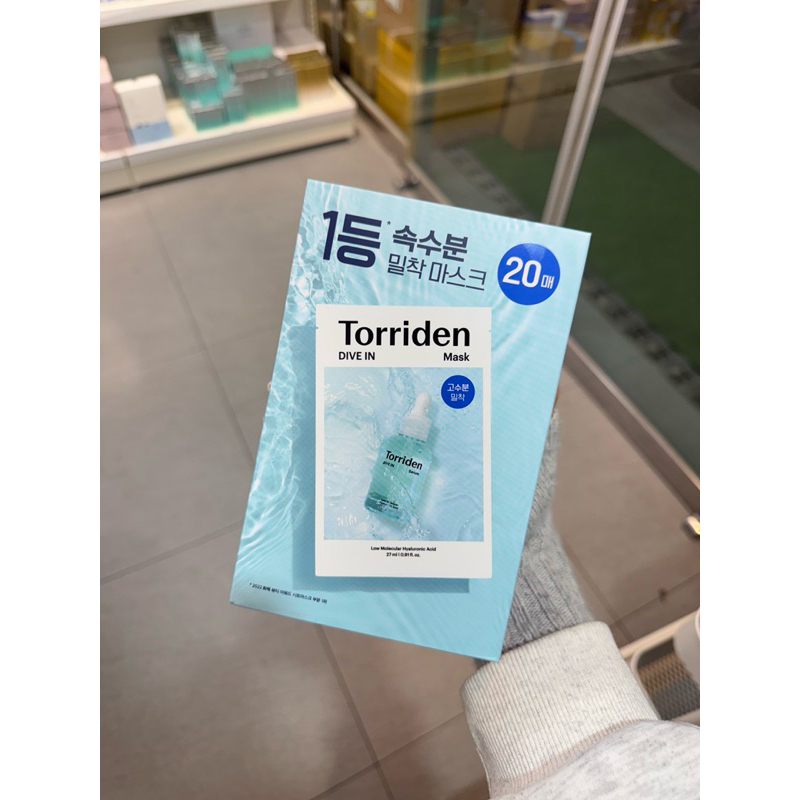 1등* 속수분
밀착 마스크
20매
Torriden
DIVE IN Mask
고수분
밀착
Torriden
DIVE IN Serum
Low Molecular Hyaluronic Acid
27 ml | 0.91 fl. oz.